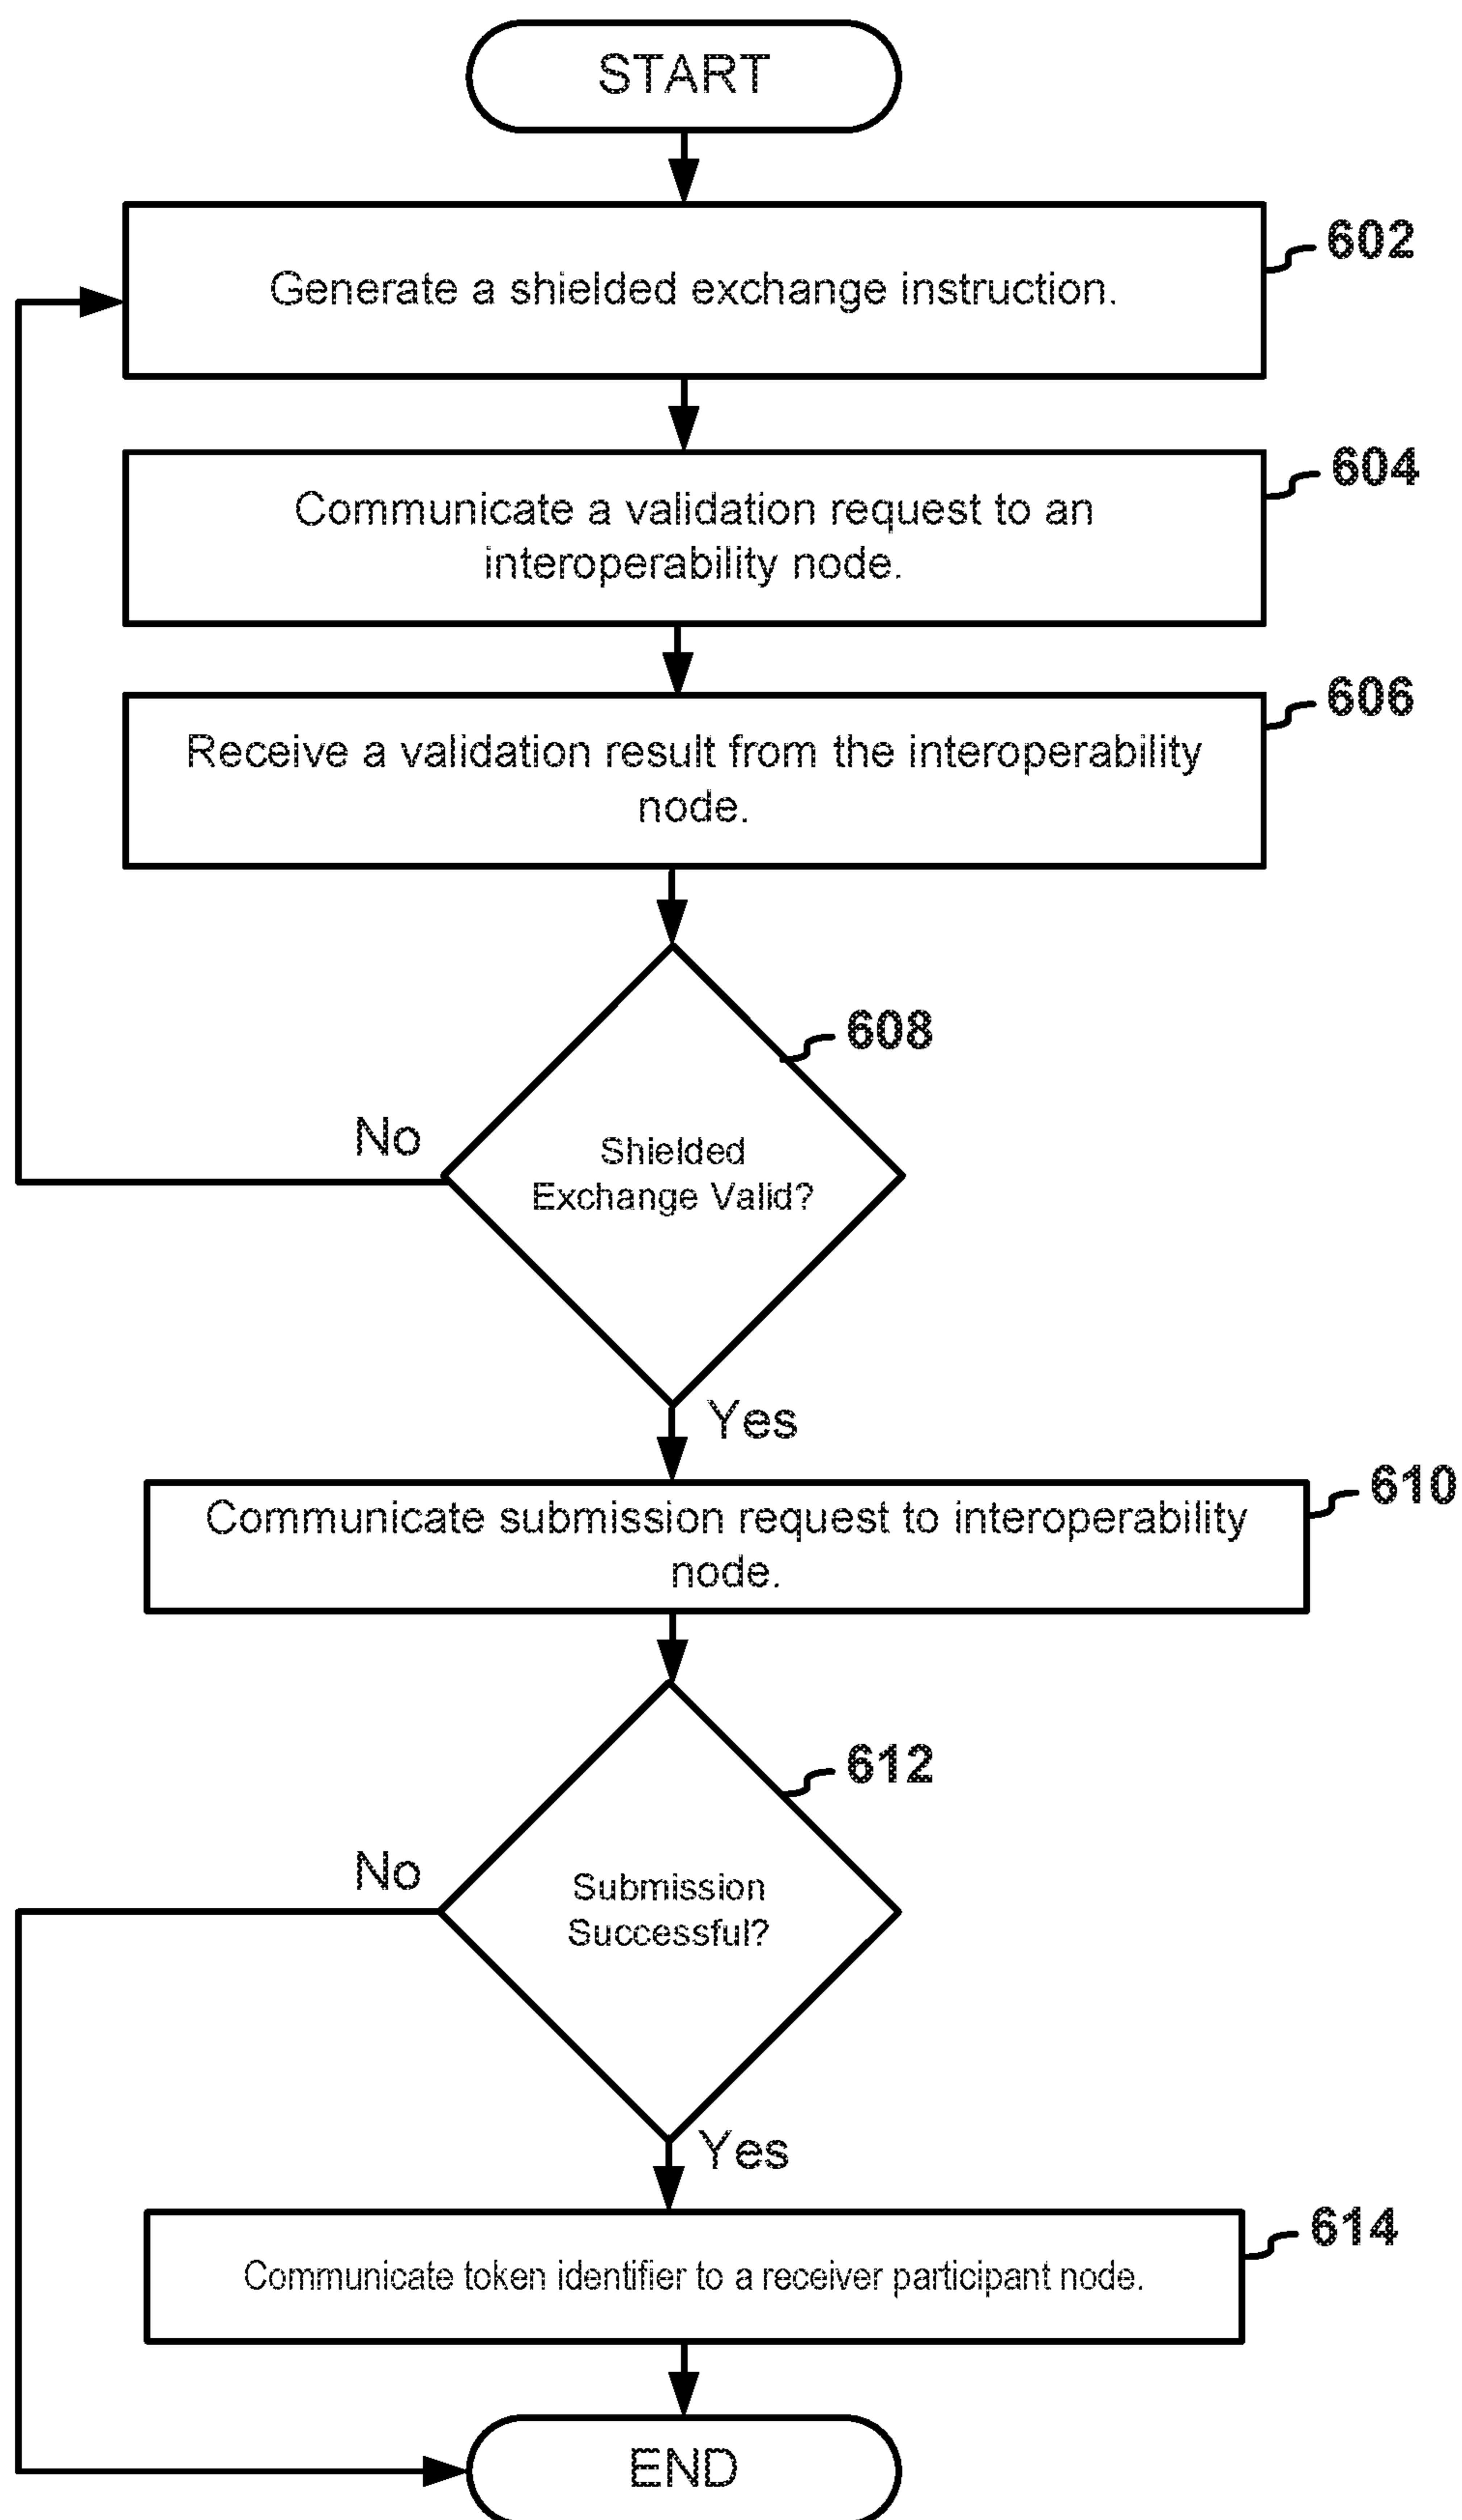 START
602
Generate a shielded exchange instruction.
604
Communicate a validation request to an
interoperability node.
606
Receive a validation result from the interoperability
node.
608
No
Shielded
Exchange Valid?
Yes
610
Communicate submission request to interoperability
node.
612
No
Submission
Successful?
Yes
614
Communicate token identifier to a receiver participant node.
END